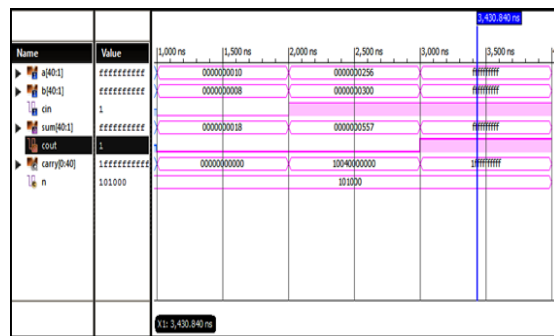 3,430.840 ns
Name Value 1,000 ns 1,500 ns 2,000 ns 2,500 ns 3,000 ns 3,500 ns
a[40:1] ffffffffff 0000000010 0000000256 ffffffffff
b[40:1] ffffffffff 0000000008 0000000300 ffffffffff
cin 1
sum[40:1] ffffffffff 0000000018 0000000557 ffffffffff
cout 1
carry[0:40] 1ffffffffff 00000000000 10040000000 1ffffffffff
n 101000 101000
X1: 3,430.840 ns